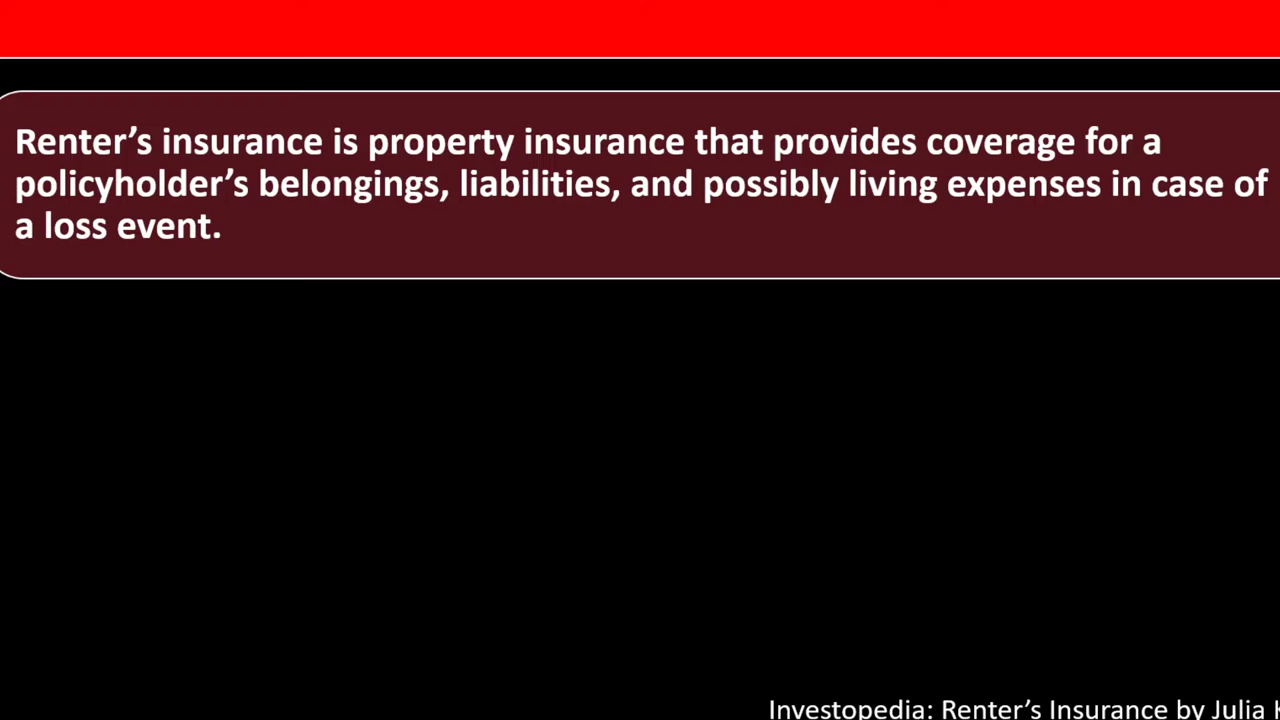 Renter’s insurance is property insurance that provides coverage for a
policyholder’s belongings, liabilities, and possibly living expenses in case of
a loss event.
Investopedia: Renter’s Insurance by Julia